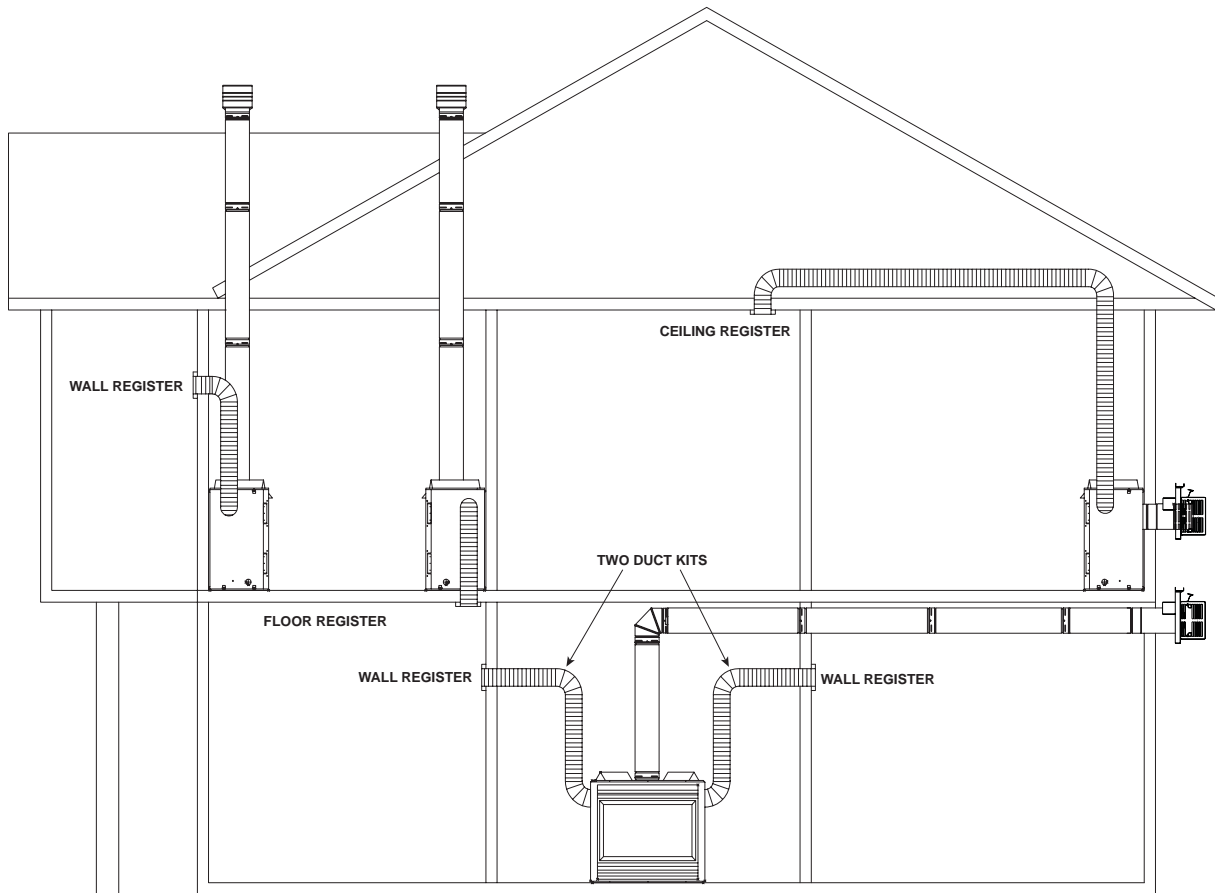 CEILING REGISTER
WALL REGISTER
TWO DUCT KITS
FLOOR REGISTER
WALL REGISTER
WALL REGISTER